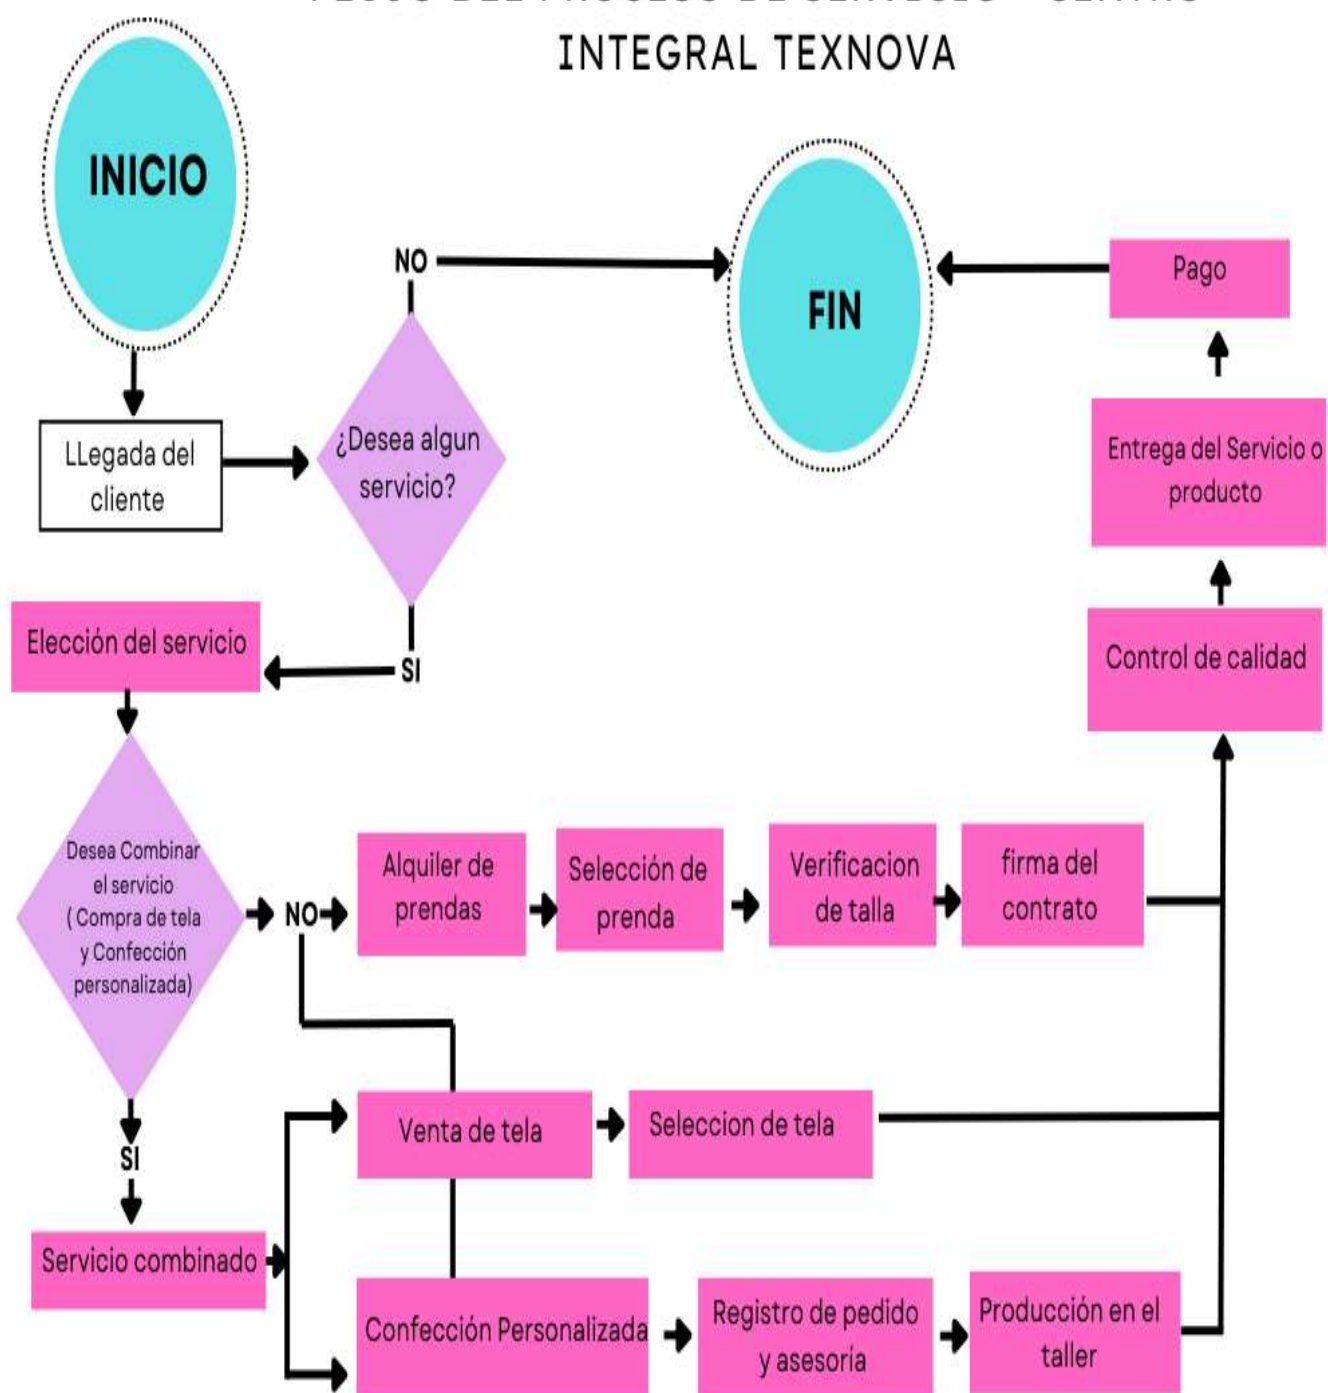 INTEGRAL TEXNOVA
INICIO
NO
FIN
Pago
LLegada del
cliente
¿Desea algun
servicio?
Entrega del Servicio o
producto
Elección del servicio
SI
Control de calidad
Desea Combinar
el servicio
( Compra de tela
y Confección
personalizada)
NO
Alquiler de
prendas
Selección de
prenda
Verificacion
de talla
firma del
contrato
SI
Venta de tela
Seleccion de tela
Servicio combinado
Confección Personalizada
Registro de pedido
y asesoría
Producción en el
taller